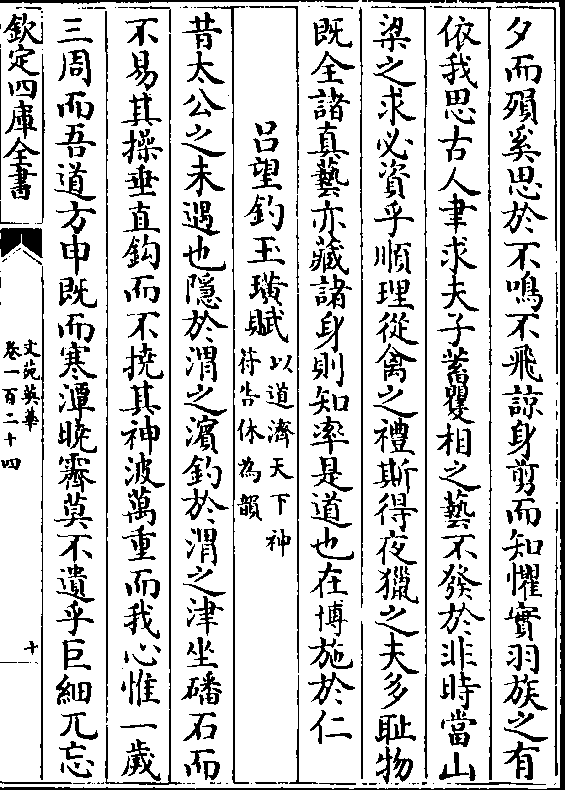 夕而殞奚思於不鳴不飛諒身剪而知懼實羽族之有
依我思古人聿求夫子蓄矍相之藝不發於非時當山
梁之求必資乎順理從禽之禮斯得夜獵之夫多耻物
既全諸真藝亦藏諸身則知率是道也在博施於仁
吕望釣玉璜賦以道濟天下神
符告休為韻
昔太公之未遇也隱於渭之濱釣於渭之津坐磻石而
不易其操垂直鈎而不撓其神波萬重而我心惟一歲
三周而吾道方申既而寒潭晚霽莫不遺乎巨細兀忘
欽定四庫全書
文苑英華
卷一百二十四
十